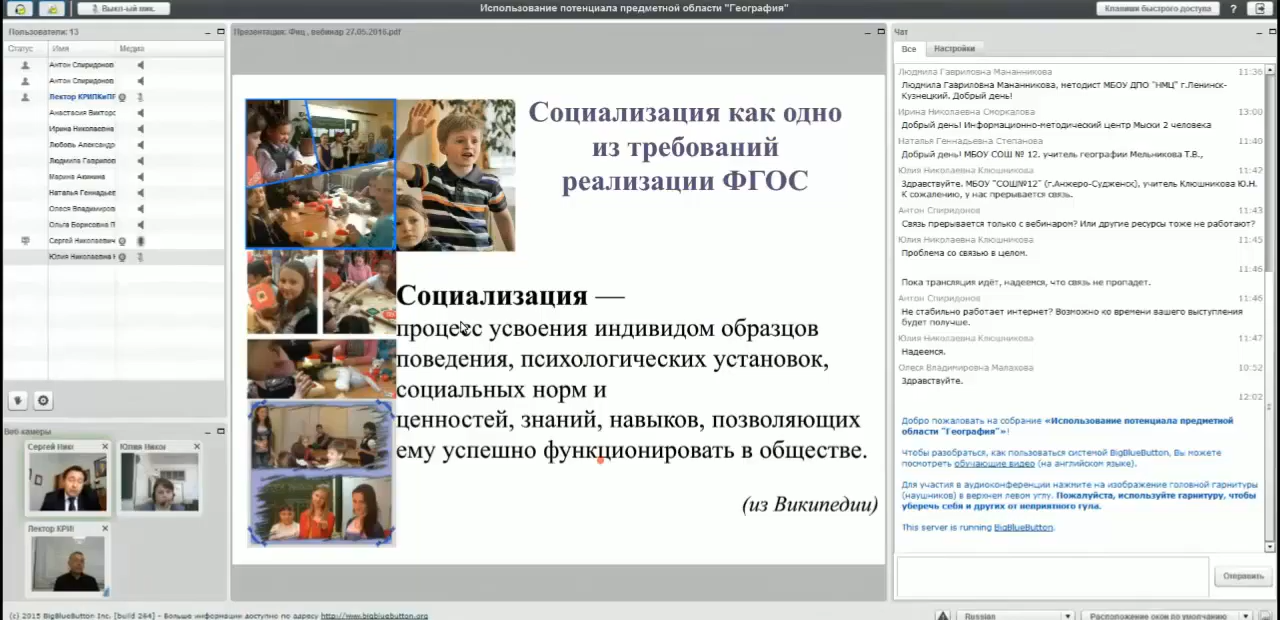 Выкл-ый мик.
Использование потенциала предметной области "География"
Клавиши быстрого доступа
?
Пользователи: 13
Статус
Имя
Медиа
Антон Спиридонов
Антон Спиридонов
Лектор КРИПКиПР
Анастасия Викторс
Ирина Николаевна
Любовь Александр
Людмила Гаврилов
Марина Акинина
Наталья Геннадьев
Олеся Владимиров
Ольга Борисовна П
Сергей Николаевич
Юлия Николаевна К
Веб-камеры
Сергей Нико
Юлия Никол
Лектор КРИ
Презентация: Фиц , вебинар 27.05.2016.pdf
Социализация как одно
из требований
реализации ФГОС
Социализация —
процесс усвоения индивидом образцов
поведения, психологических установок,
социальных норм и
ценностей, знаний, навыков, позволяющих
ему успешно функционировать в обществе.
(из Википедии)
Чат
Все
Настройки
Людмила Гавриловна Мананникова 11:36
Людмила Гавриловна Мананникова, методист МБОУ ДПО "НМЦ" г.Ленинск-
Кузнецкий. Добрый день!
Ирина Николаевна Сморкалова 13:00
Добрый день! Информационно-методический центр Мыски 2 человека
Наталья Геннадьевна Степанова 11:40
Добрый день! МБОУ СОШ № 12. учитель географии Мельникова Т.В.,
Юлия Николаевна Клюшникова 11:42
Здравствуйте. МБОУ "СОШ№12" (г.Анжеро-Судженск), учитель Клюшникова Ю.Н.
К сожалению, у нас прерывается связь.
Антон Спиридонов 11:43
Связь прерывается только с вебинаром? Или другие ресурсы тоже не работают?
Юлия Николаевна Клюшникова 11:45
Проблема со связью в целом.
11:46
Пока трансляция идёт, надеемся, что связь не пропадет.
Антон Спиридонов 11:46
Не стабильно работает интернет? Возможно ко времени вашего выступления
будет получше.
Юлия Николаевна Клюшникова 11:47
Надеемся.
Олеся Владимировна Малахова 10:52
Здравствуйте.
12:02
Добро пожаловать на собрание «Использование потенциала предметной
области "География"»!
Чтобы разобраться, как пользоваться системой BigBlueButton, Вы можете
посмотреть обучающие видео (на английском языке).
Для участия в аудиоконференции нажмите на изображение головной гарнитуры
(наушников) в верхнем левом углу. Пожалуйста, используйте гарнитуру, чтобы
уберечь себя и других от неприятного гула.
This server is running BigBlueButton.
Отправить
(c) 2015 BigBlueButton Inc. [build 264] - Больше информации доступно по адресу http://www.bigbluebutton.org
Russian
Расположение окон по умолчанию